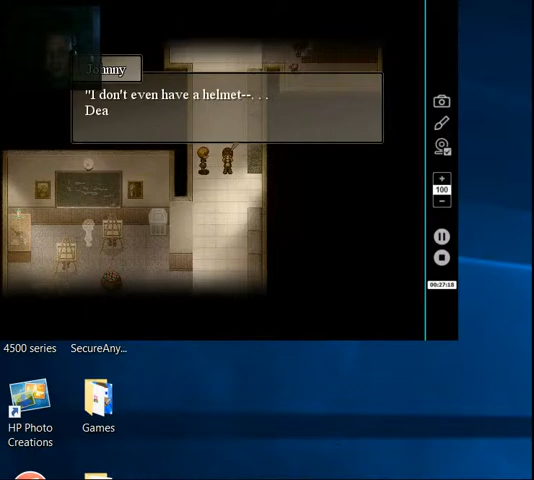 Johnny
"I don't even have a helmet--. . .
Dea
+
100
−
00:27:18
4500 series
SecureAny...
HP Photo
Creations
Games